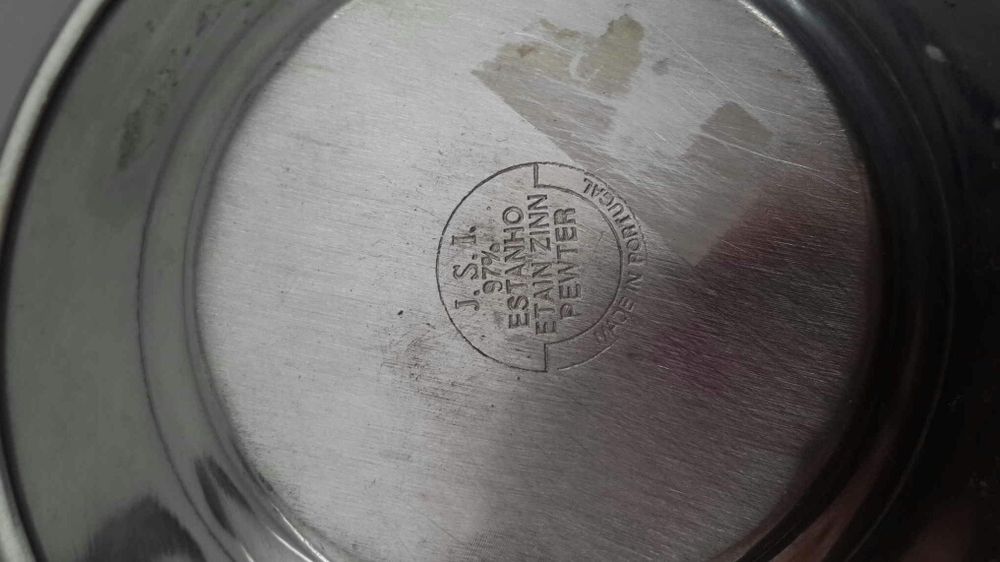 J. S. I.
97%
ESTANHO
ETAIN ZINN
PEWTER
MADE IN PORTUGAL